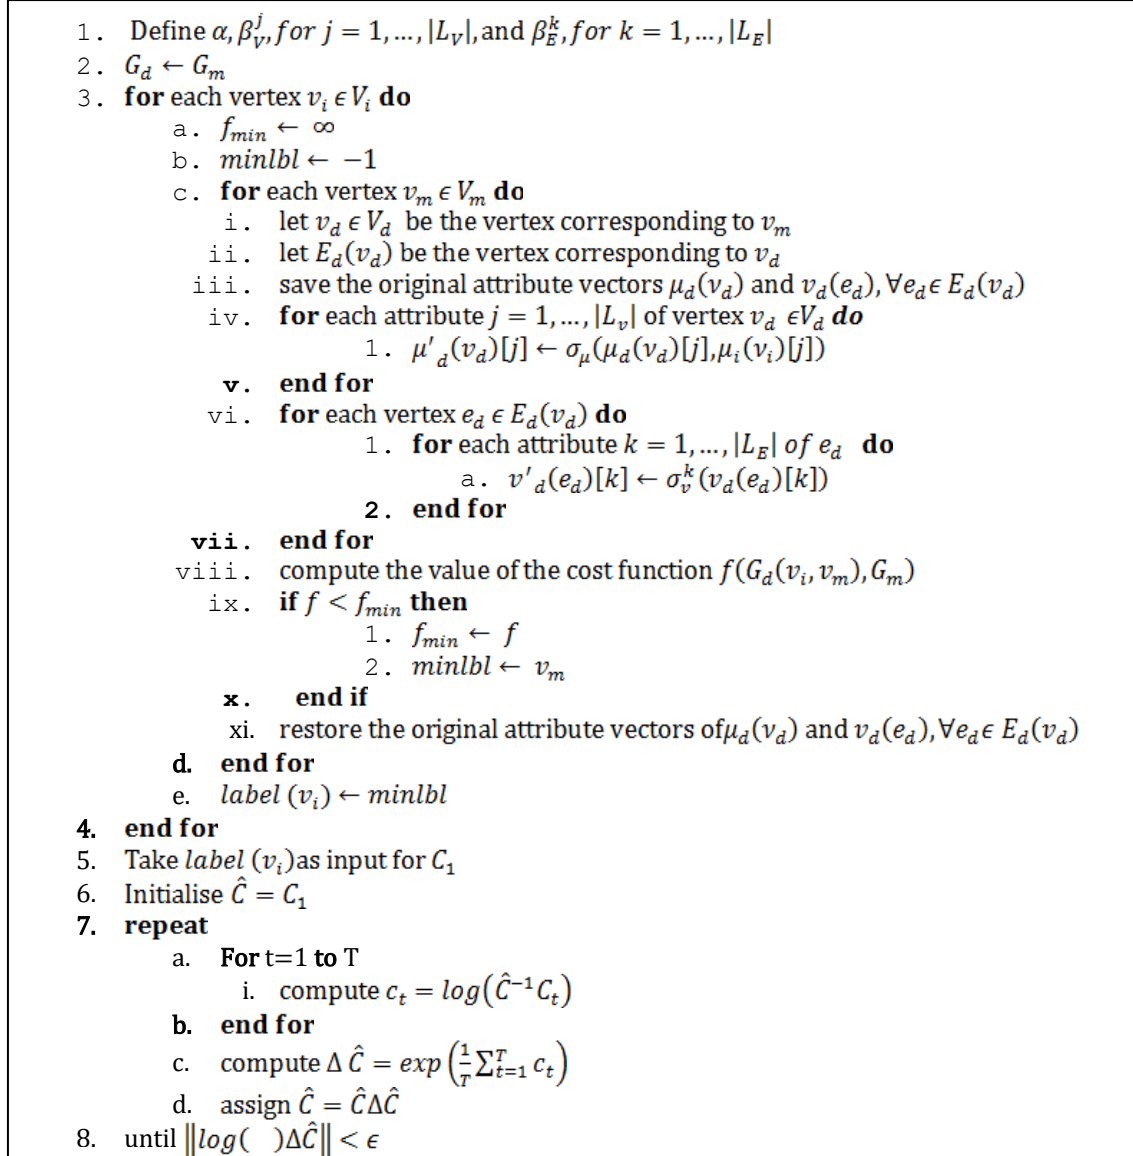 1. Define α, β_V^j, for j = 1, ..., |L_V|, and β_E^k, for k = 1, ..., |L_E|
2. G_d ← G_m
3. for each vertex v_i ϵ V_i do
a. f_min ← ∞
b. minlbl ← −1
c. for each vertex v_m ϵ V_m do
i. let v_d ϵ V_d be the vertex corresponding to v_m
ii. let E_d(v_d) be the vertex corresponding to v_d
iii. save the original attribute vectors μ_d(v_d) and v_d(e_d), ∀e_d ϵ E_d(v_d)
iv. for each attribute j = 1, ..., |L_v| of vertex v_d ϵV_d do
1. μ'_d(v_d)[j] ← σ_μ(μ_d(v_d)[j],μ_i(v_i)[j])
v. end for
vi. for each vertex e_d ϵ E_d(v_d) do
1. for each attribute k = 1, ..., |L_E| of e_d do
a. v'_d(e_d)[k] ← σ_v^k(v_d(e_d)[k])
2. end for
vii. end for
viii. compute the value of the cost function f(G_d(v_i, v_m), G_m)
ix. if f < f_min then
1. f_min ← f
2. minlbl ← v_m
x. end if
xi. restore the original attribute vectors ofμ_d(v_d) and v_d(e_d), ∀e_d ϵ E_d(v_d)
d. end for
e. label (v_i) ← minlbl
4. end for
5. Take label (v_i)as input for C_1
6. Initialise Ĉ = C_1
7. repeat
a. For t=1 to T
i. compute c_t = log(Ĉ^−1 C_t)
b. end for
c. compute Δ Ĉ = exp(1/T ∑_{t=1}^T c_t)
d. assign Ĉ = ĈΔĈ
8. until ‖log( )ΔĈ‖ < ϵ